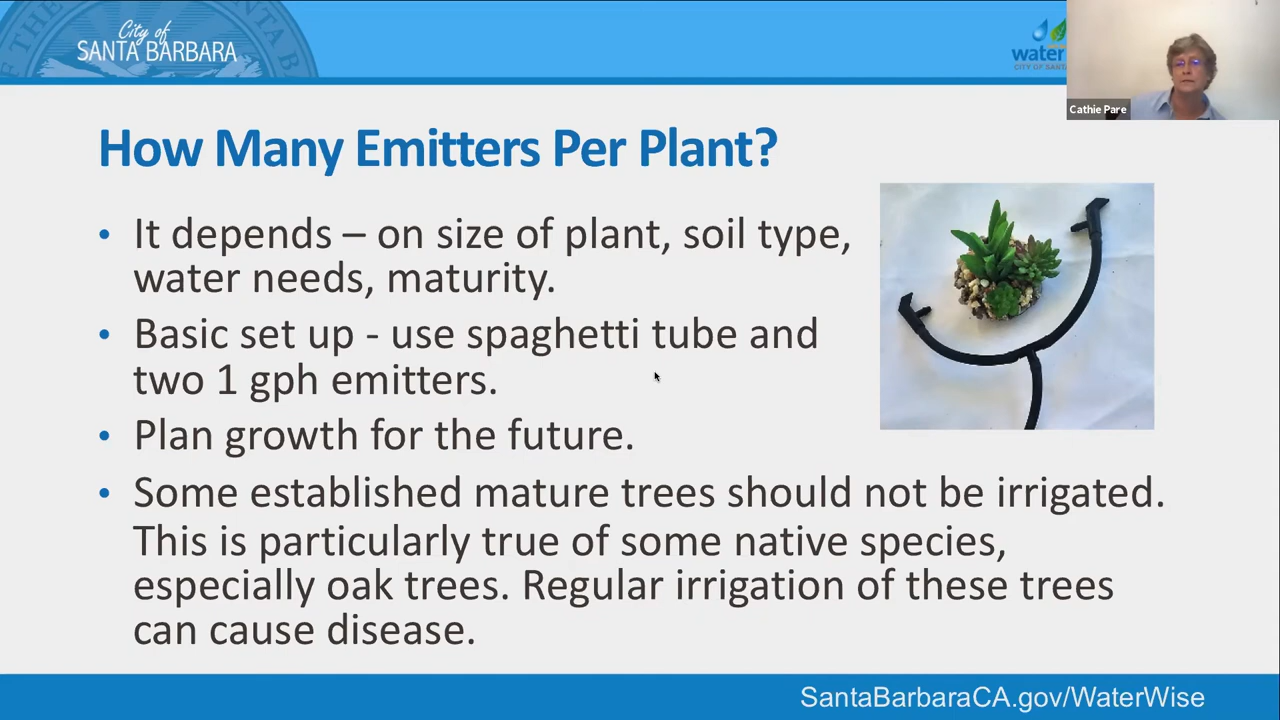 City of
SANTA BARBARA
water
CITY OF SANT
Cathie Pare
How Many Emitters Per Plant?
• It depends – on size of plant, soil type,
water needs, maturity.
• Basic set up - use spaghetti tube and
two 1 gph emitters.
• Plan growth for the future.
• Some established mature trees should not be irrigated.
This is particularly true of some native species,
especially oak trees. Regular irrigation of these trees
can cause disease.
SantaBarbaraCA.gov/WaterWise